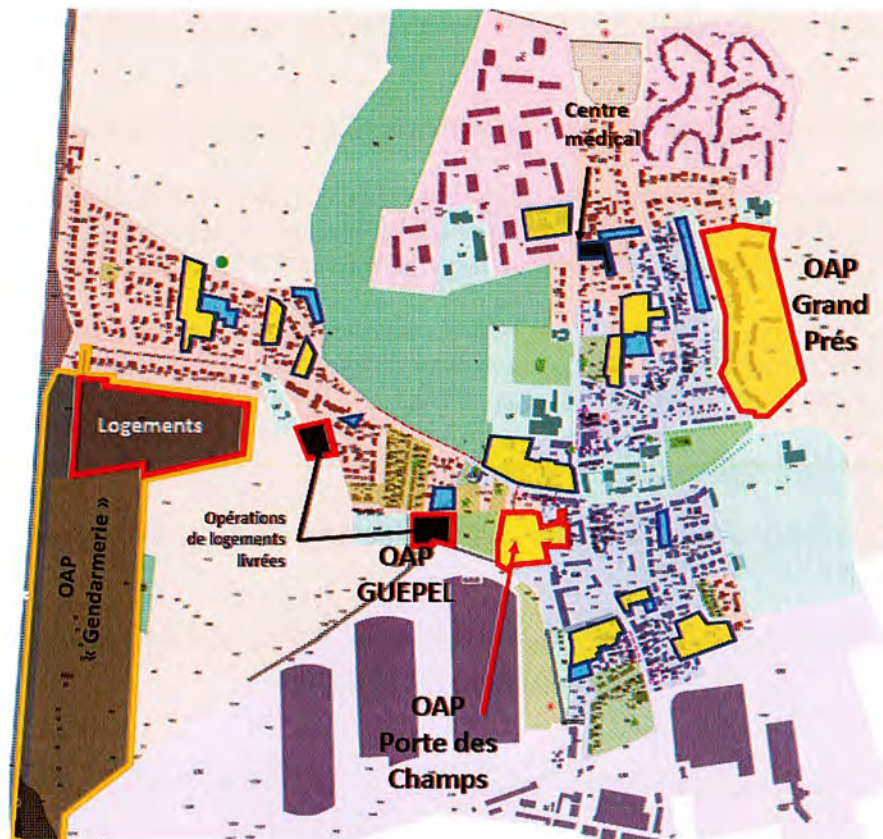 Centre
médical
OAP
Grand
Prés
Logements
Opérations
de logements
livrées
OAP
GUEPEL
OAP
« Gendarmerie »
OAP
Porte des
Champs